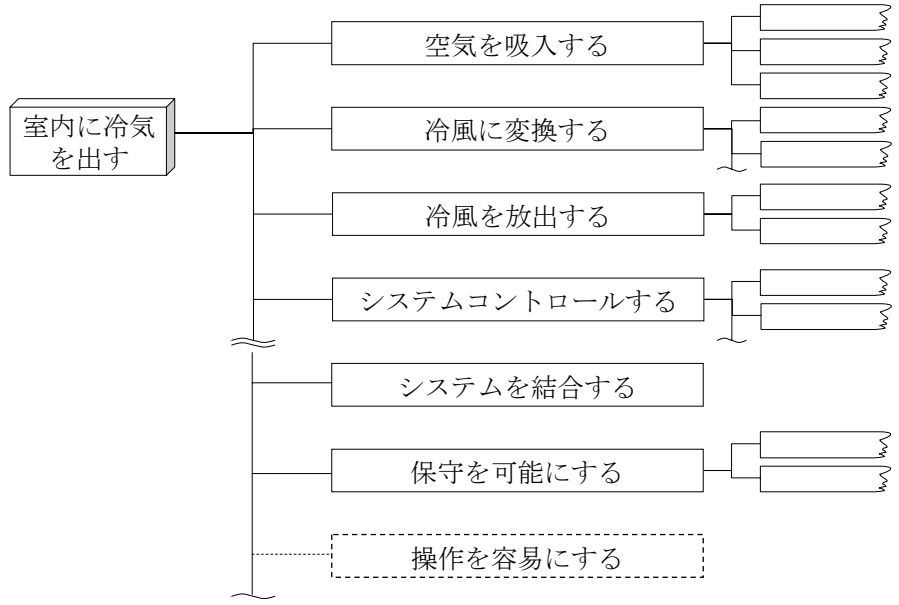 室内に冷気
を出す
空気を吸入する
冷風に変換する
冷風を放出する
システムコントロールする
システムを結合する
保守を可能にする
操作を容易にする